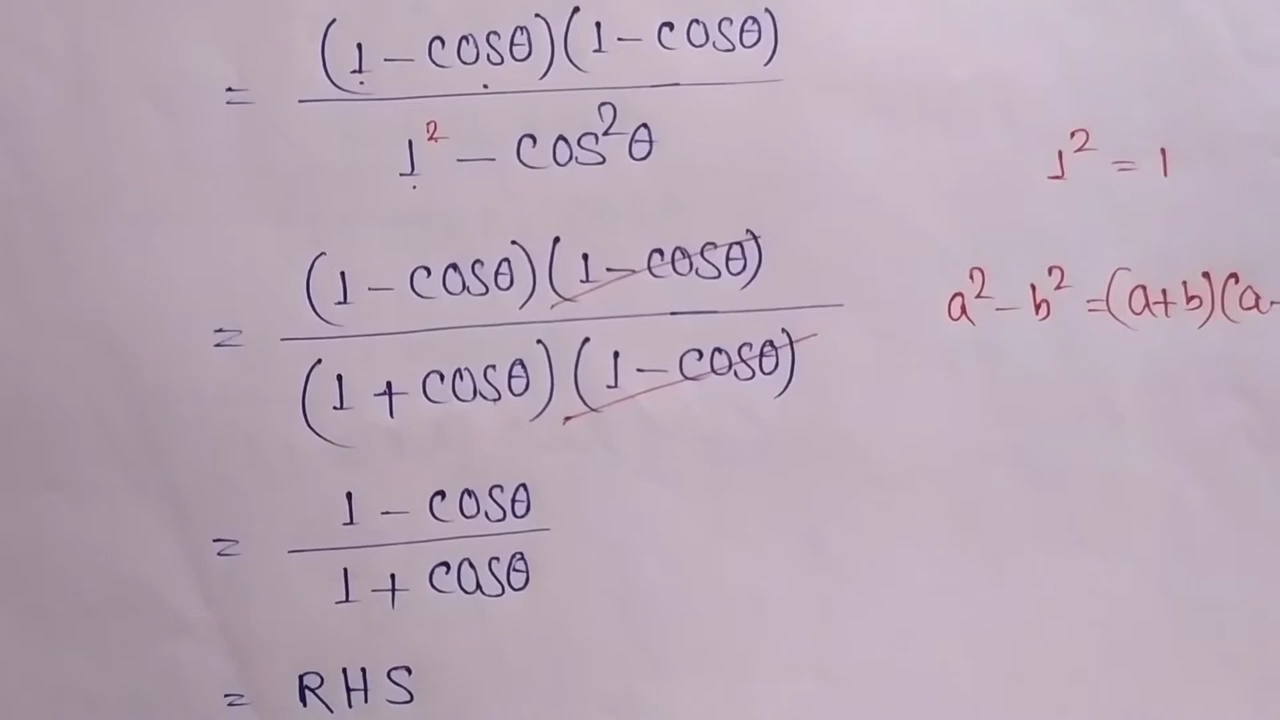 = (1-cosθ)(1-cosθ)
1² - cos²θ
1² = 1
= (1-cosθ)(1-cosθ)
(1+cosθ)(1-cosθ)
a²-b² =(a+b)(a-
= 1-cosθ
1+cosθ
= RHS